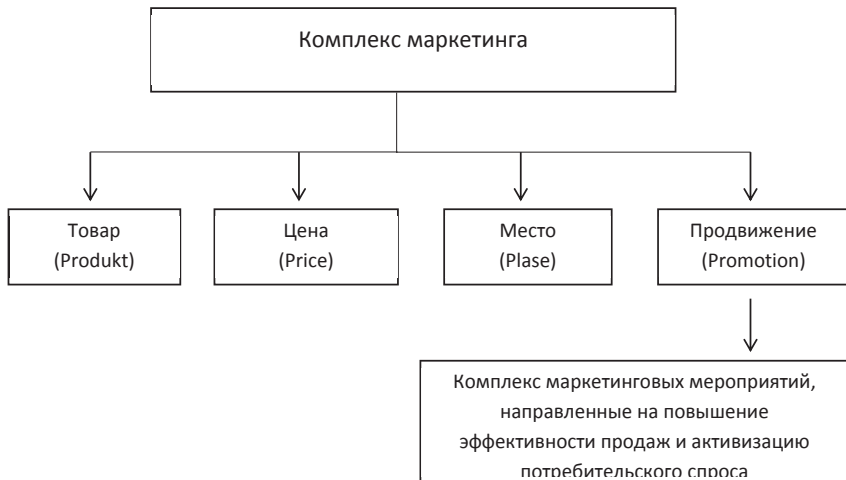 Комплекс маркетинга
Товар
(Produkt)
Цена
(Price)
Место
(Plase)
Продвижение
(Promotion)
Комплекс маркетинговых мероприятий,
направленные на повышение
эффективности продаж и активизацию
потребительского спроса